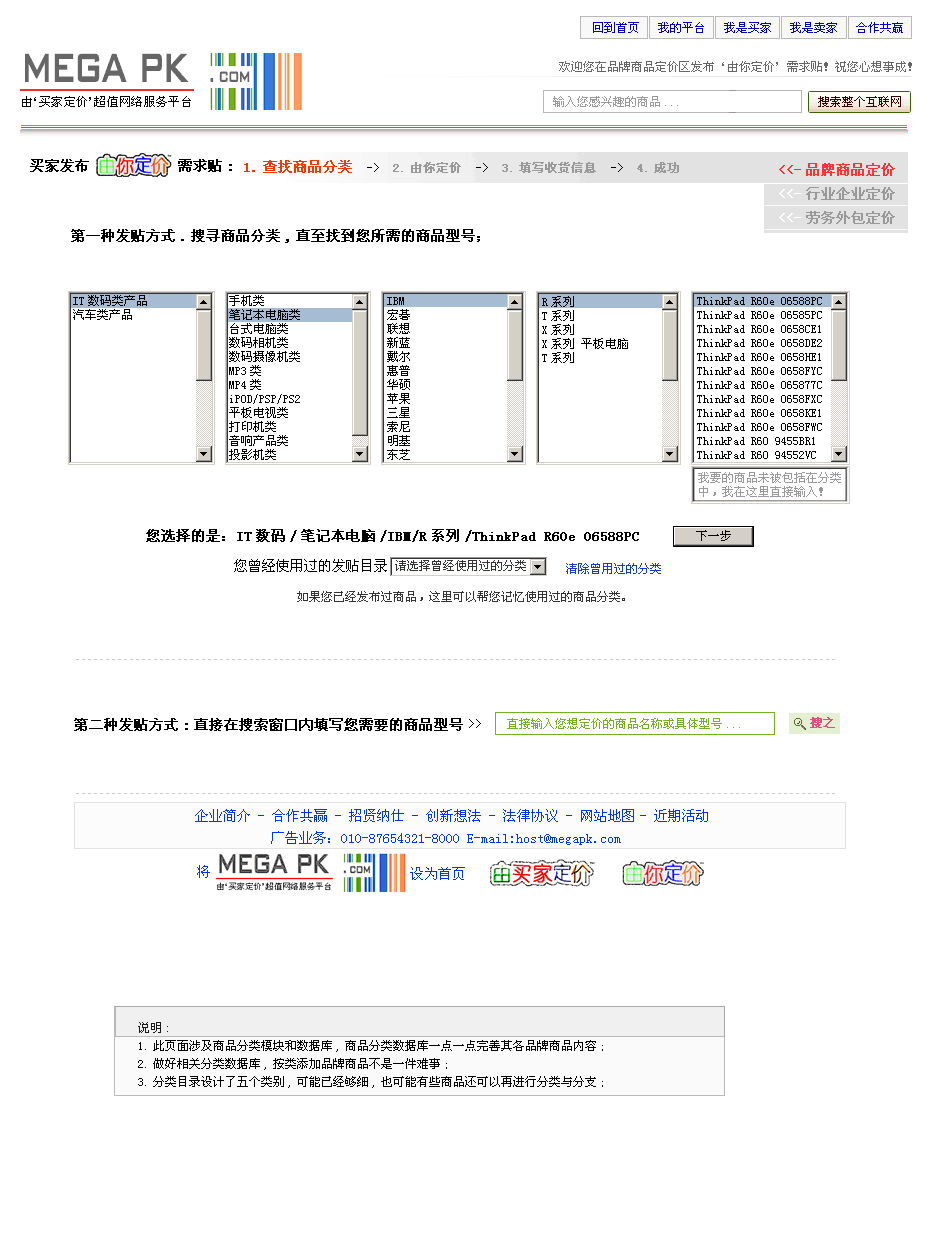 回到首页 我的平台 我是买家 我是卖家 合作共赢
MEGA PK .COM
由‘买家定价’超值网络服务平台
欢迎您在品牌商品定价区发布‘由你价’需求贴！祝您心想事成！
输入您感兴趣的商品 . . .
搜索整个互联网
买家发布 由你定价 需求贴： 1. 查找商品分类 -> 2. 由你定价 -> 3. 填写收货信息 -> 4. 成功
<<- 品牌商品定价
<<- 行业企业定价
<<- 劳务外包定价
第一种发贴方式．搜寻商品分类，直至找到您所需的商品型号；
IT 数码类产品
汽车类产品
手机类
笔记本电脑类
台式电脑类
数码相机类
数码摄像机类
MP3 类
MP4 类
iPOD/PSP/PS2
平板电视类
打印机类
音响产品类
投影机类
IBM
宏碁
联想
新蓝
戴尔
惠普
华硕
苹果
三星
索尼
明基
东芝
R 系列
T 系列
X 系列
X 系列 平板电脑
T 系列
ThinkPad R60e 06588PC
ThinkPad R60e 06585PC
ThinkPad R60e 0658CE1
ThinkPad R60e 0658DE2
ThinkPad R60e 0658HE1
ThinkPad R60e 0658FYC
ThinkPad R60e 065877C
ThinkPad R60e 0658FXC
ThinkPad R60e 0658KE1
ThinkPad R60e 0658FWC
ThinkPad R60 9455BR1
ThinkPad R60 94552VC
我要的商品未被包括在分类
中，我在这里直接输入！
您选择的是：IT 数码 / 笔记本电脑 /IBM/R 系列 /ThinkPad R60e 06588PC
下一步
您曾经使用过的发贴目录 请选择曾经使用过的分类 清除曾用过的分类
如果您已经发布过商品，这里可以帮您记忆使用过的商品分类。
第二种发贴方式：直接在搜索窗口内填写您需要的商品型号 >>
直接输入您想定价的商品名称或具体型号 . . .
搜之
企业简介 - 合作共赢 - 招贤纳仕 - 创新想法 - 法律协议 - 网站地图 - 近期活动
广告业务：010-87654321-8000 E-mail:host@megapk.com
将 MEGA PK .COM 设为首页 由买家定价 由你定价
由‘买家定价’超值网络服务平台
说明：
1. 此页面涉及商品分类模块和数据库，商品分类数据库一点一点完善其各品牌商品内容；
2. 做好相关分类数据库，按类添加品牌商品不是一件难事；
3. 分类目录设计了五个类别，可能已经够细，也可能有些商品还可以再进行分类与分支；